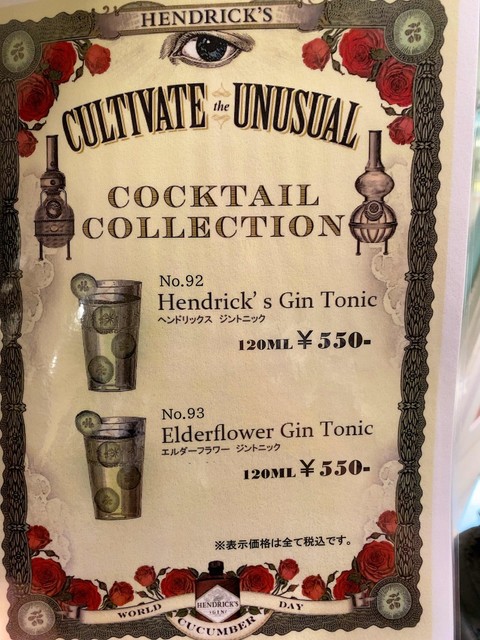 HENDRICK'S
CULTIVATE the UNUSUAL
COCKTAIL
COLLECTION
No.92
Hendrick's Gin Tonic
ヘンドリックス ジントニック
120ML ￥550-
No.93
Elderflower Gin Tonic
エルダーフラワー ジントニック
120ML ￥550-
※表示価格は全て税込です。
HENDRICK'S
GIN
WORLD CUCUMBER DAY